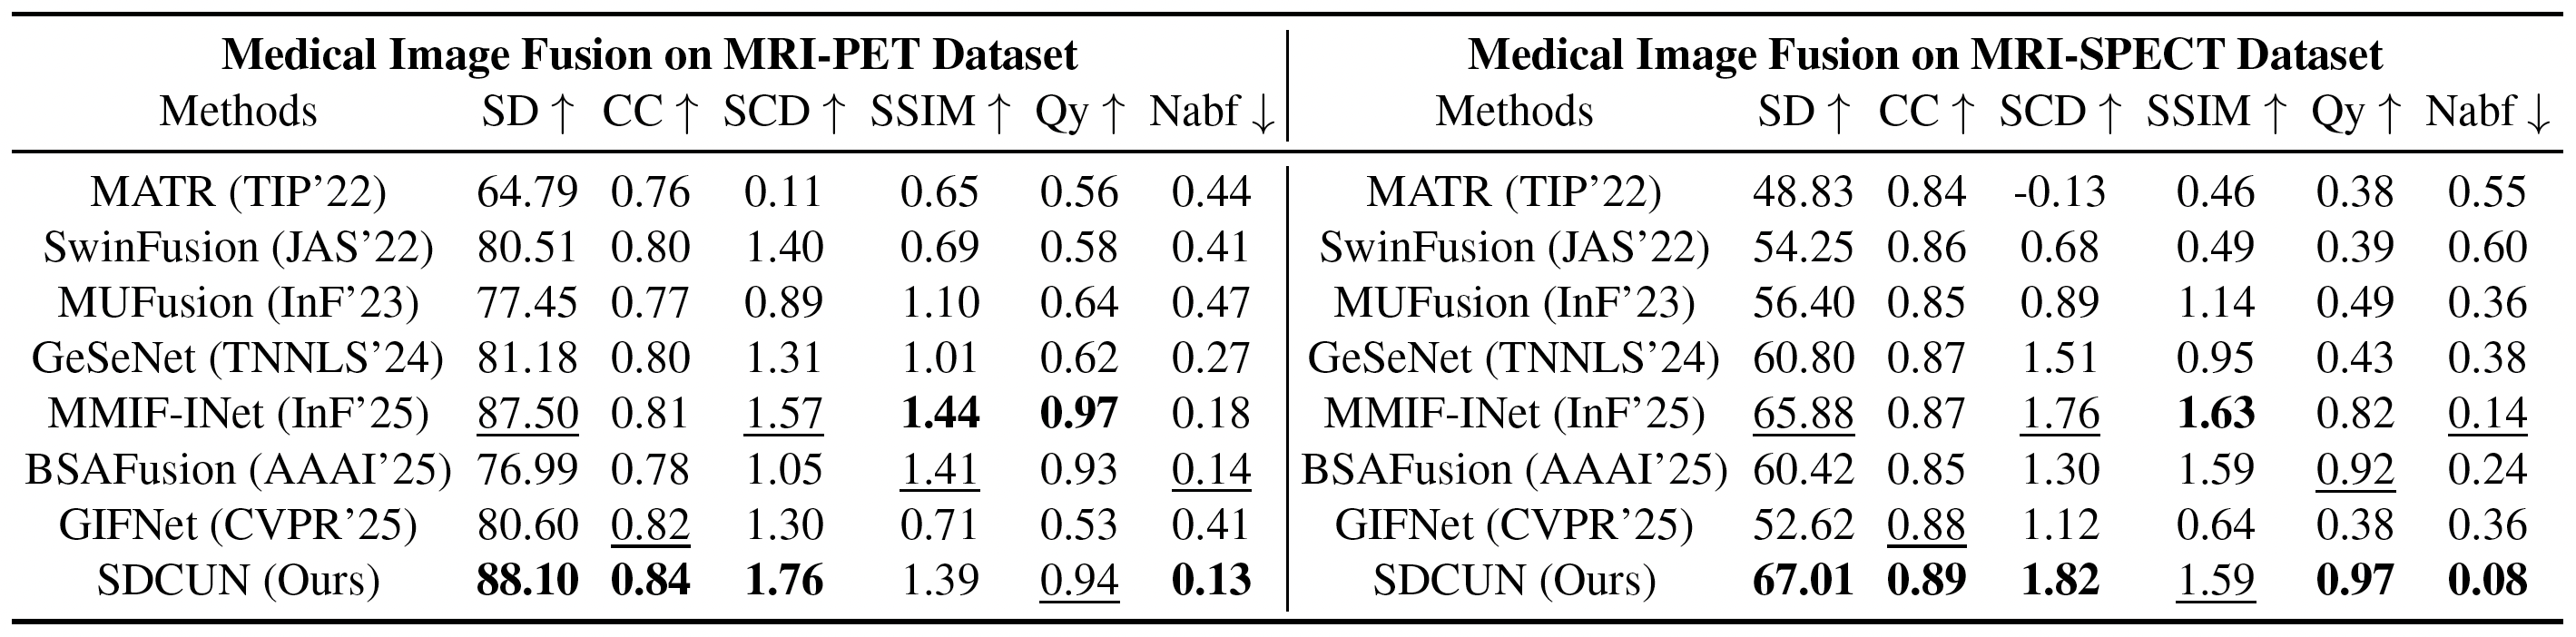 Medical Image Fusion on MRI-PET Dataset Medical Image Fusion on MRI-SPECT Dataset
Methods SD ↑ CC ↑ SCD ↑ SSIM ↑ Qy ↑ Nabf ↓ Methods SD ↑ CC ↑ SCD ↑ SSIM ↑ Qy ↑ Nabf ↓
MATR (TIP’22) 64.79 0.76 0.11 0.65 0.56 0.44 MATR (TIP’22) 48.83 0.84 -0.13 0.46 0.38 0.55
SwinFusion (JAS’22) 80.51 0.80 1.40 0.69 0.58 0.41 SwinFusion (JAS’22) 54.25 0.86 0.68 0.49 0.39 0.60
MUFusion (InF’23) 77.45 0.77 0.89 1.10 0.64 0.47 MUFusion (InF’23) 56.40 0.85 0.89 1.14 0.49 0.36
GeSeNet (TNNLS’24) 81.18 0.80 1.31 1.01 0.62 0.27 GeSeNet (TNNLS’24) 60.80 0.87 1.51 0.95 0.43 0.38
MMIF-INet (InF’25) 87.50 0.81 1.57 1.44 0.97 0.18 MMIF-INet (InF’25) 65.88 0.87 1.76 1.63 0.82 0.14
BSAFusion (AAAI’25) 76.99 0.78 1.05 1.41 0.93 0.14 BSAFusion (AAAI’25) 60.42 0.85 1.30 1.59 0.92 0.24
GIFNet (CVPR’25) 80.60 0.82 1.30 0.71 0.53 0.41 GIFNet (CVPR’25) 52.62 0.88 1.12 0.64 0.38 0.36
SDCUN (Ours) 88.10 0.84 1.76 1.39 0.94 0.13 SDCUN (Ours) 67.01 0.89 1.82 1.59 0.97 0.08